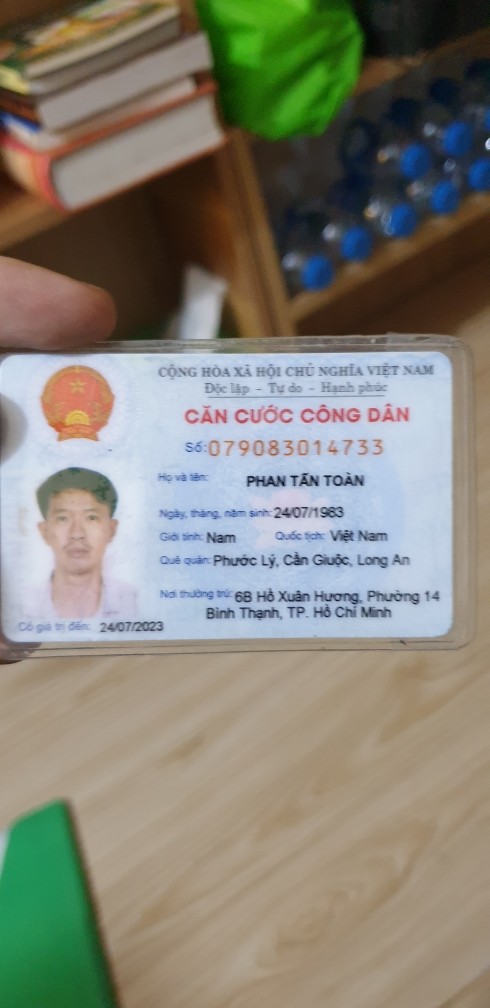 CỘNG HÒA XÃ HỘI CHỦ NGHĨA VIỆT NAM
Độc lập - Tự do - Hạnh phúc
CĂN CƯỚC CÔNG DÂN
Số: 079083014733
Họ và tên: PHAN TẤN TOÀN
Ngày, tháng, năm sinh: 24/07/1983
Giới tính: Nam Quốc tịch: Việt Nam
Quê quán: Phước Lý, Cần Giuộc, Long An
Nơi thường trú: 6B Hồ Xuân Hương, Phường 14
Bình Thạnh, TP. Hồ Chí Minh
Có giá trị đến: 24/07/2023